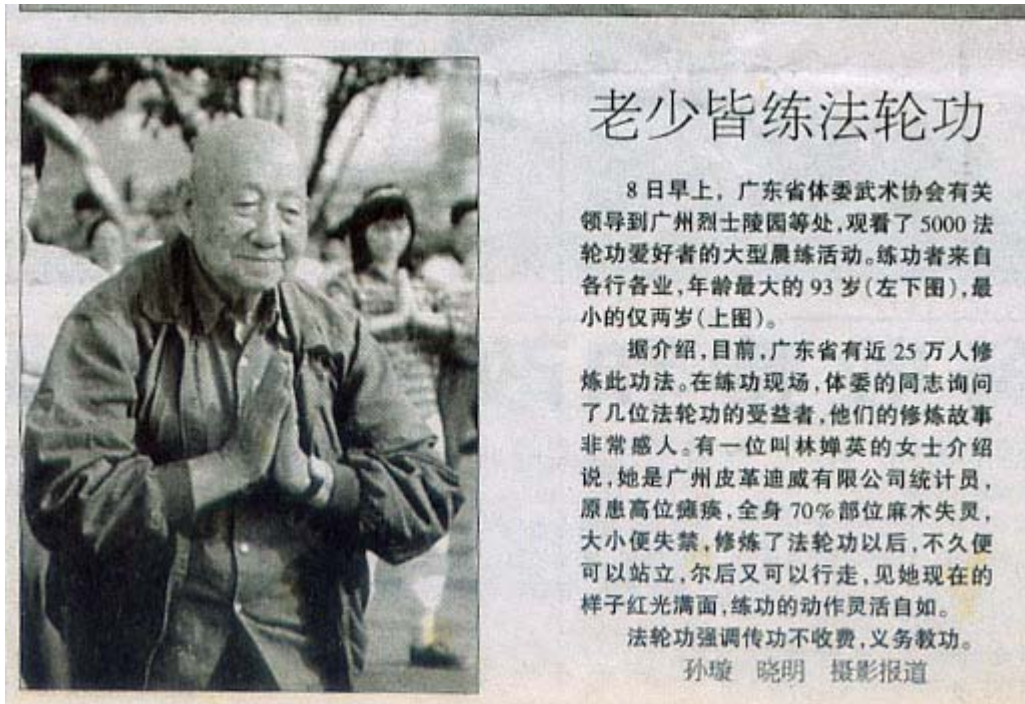 老少皆练法轮功
8日早上，广东省体委武术协会有关
领导到广州烈士陵园等处，观看了5000法
轮功爱好者的大型晨练活动。练功者来自
各行各业，年龄最大的93岁（左下图），最
小的仅两岁（上图）。
据介绍，目前，广东省有近25万人修
炼此功法。在练功现场，体委的同志询问
了几位法轮功的受益者，他们的修炼故事
非常感人。有一位叫林婵英的女士介绍
说，她是广州皮革迪威有限公司统计员，
原患高位瘫痪，全身70%部位麻木失灵，
大小便失禁，修炼了法轮功以后，不久便
可以站立，尔后又可以行走，见她现在的
样子红光满面，练功的动作灵活自如。
法轮功强调传功不收费，义务教功。
孙璇 晓明 摄影报道